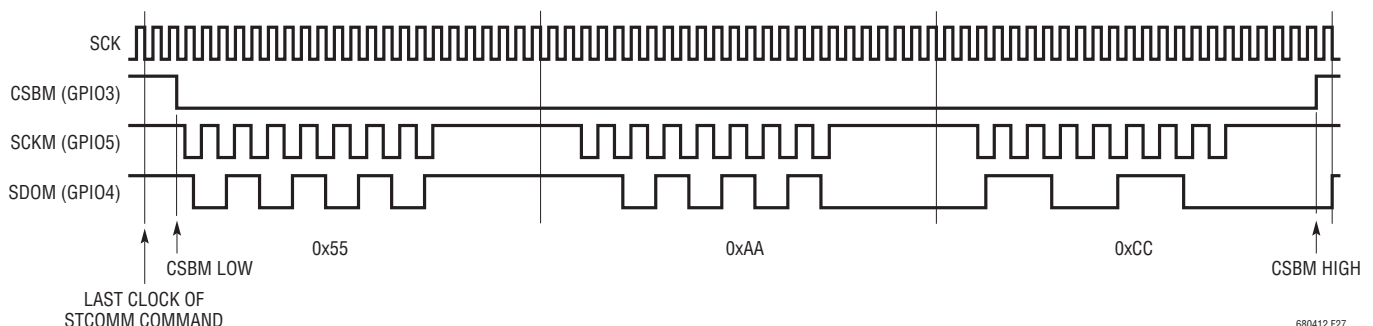 SCK
CSBM (GPIO3)
SCKM (GPIO5)
SDOM (GPIO4)
0x55
0xAA
0xCC
CSBM LOW
CSBM HIGH
LAST CLOCK OF
STCOMM COMMAND
680412 F27